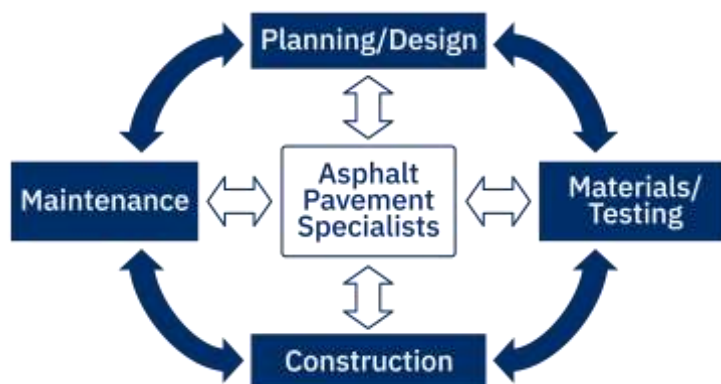 Planning/Design
Maintenance
Asphalt
Pavement
Specialists
Materials/
Testing
Construction